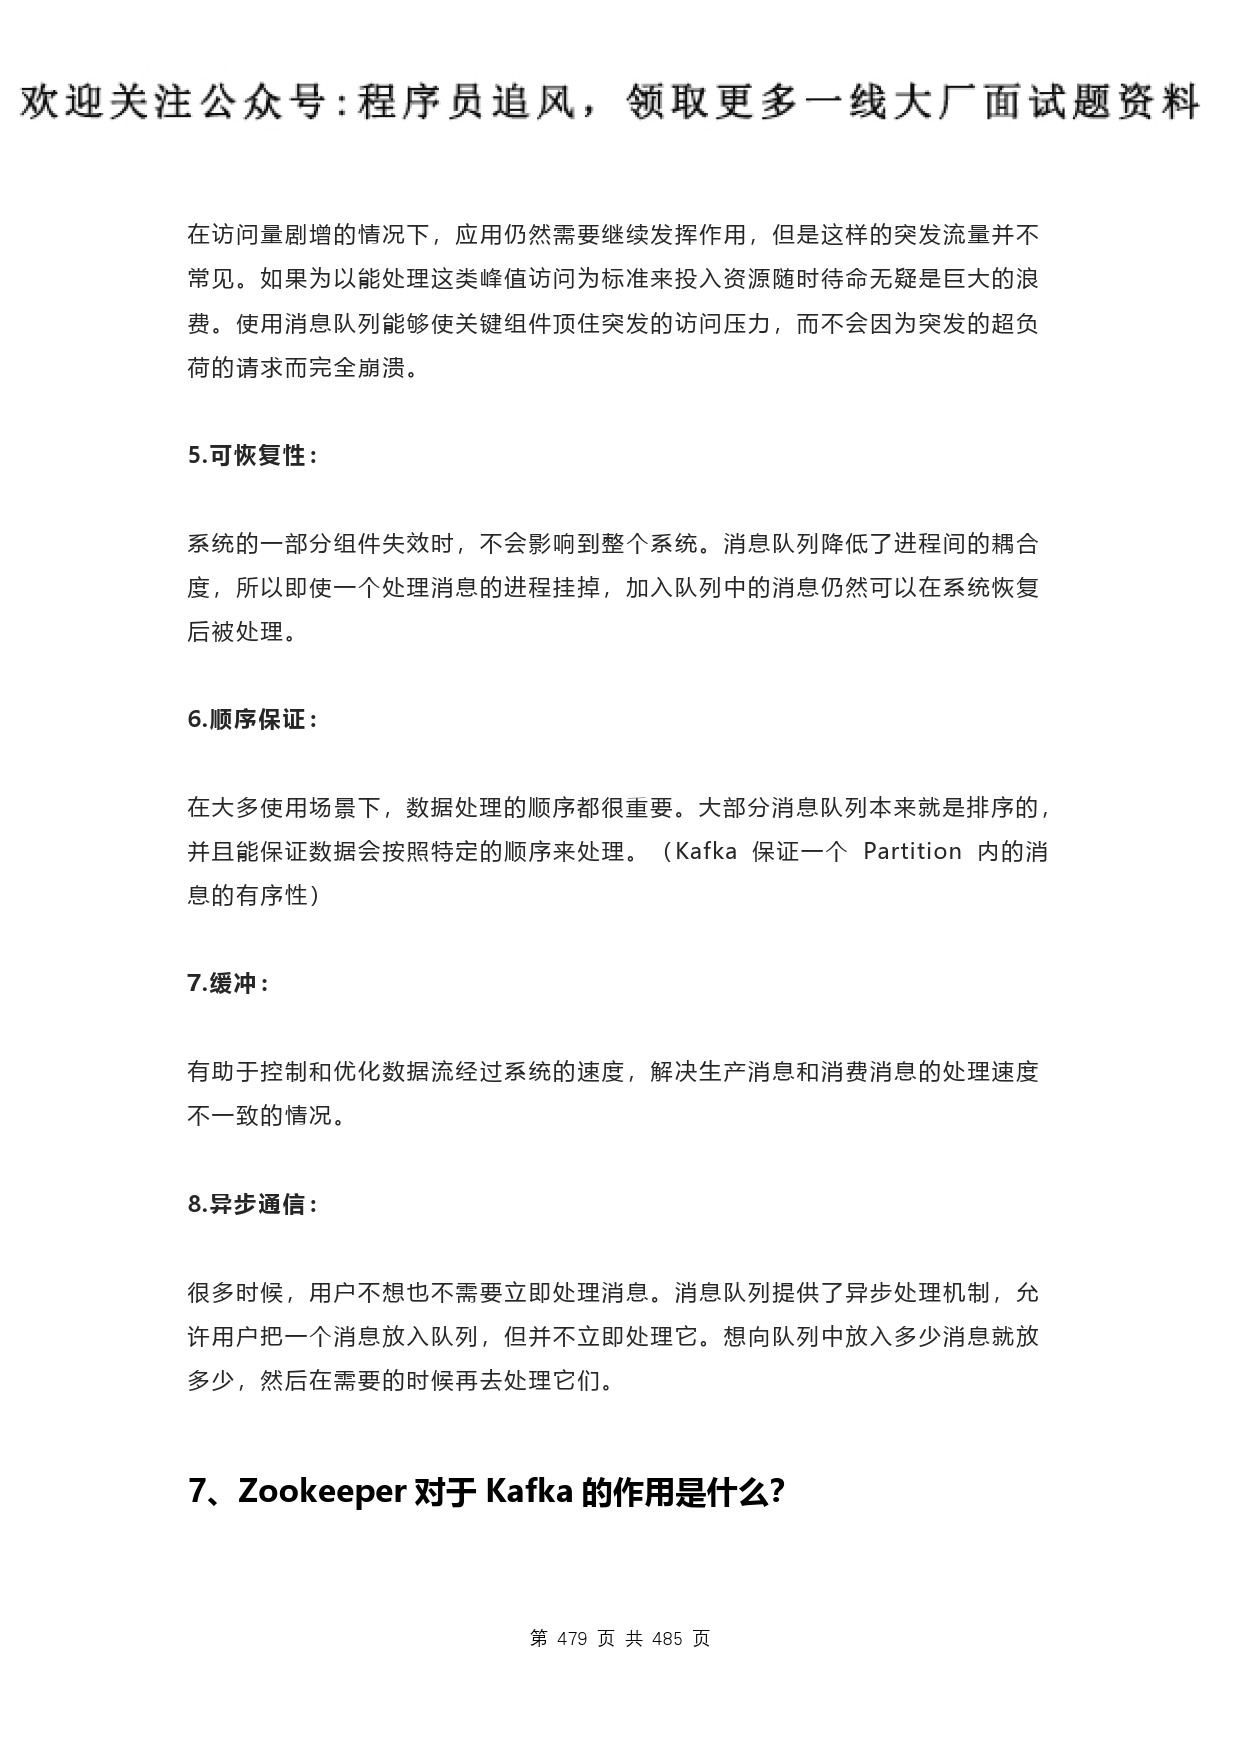 欢迎关注公众号:程序员追风，领取更多一线大厂面试题资料
在访问量剧增的情况下，应用仍然需要继续发挥作用，但是这样的突发流量并不
常见。如果为以能处理这类峰值访问为标准来投入资源随时待命无疑是巨大的浪
费。使用消息队列能够使关键组件顶住突发的访问压力，而不会因为突发的超负
荷的请求而完全崩溃。
5.可恢复性：
系统的一部分组件失效时，不会影响到整个系统。消息队列降低了进程间的耦合
度，所以即使一个处理消息的进程挂掉，加入队列中的消息仍然可以在系统恢复
后被处理。
6.顺序保证：
在大多使用场景下，数据处理的顺序都很重要。大部分消息队列本来就是排序的，
并且能保证数据会按照特定的顺序来处理。（Kafka 保证一个 Partition 内的消
息的有序性）
7.缓冲：
有助于控制和优化数据流经过系统的速度，解决生产消息和消费消息的处理速度
不一致的情况。
8.异步通信：
很多时候，用户不想也不需要立即处理消息。消息队列提供了异步处理机制，允
许用户把一个消息放入队列，但并不立即处理它。想向队列中放入多少消息就放
多少，然后在需要的时候再去处理它们。
7、Zookeeper 对于 Kafka 的作用是什么？
第 479 页 共 485 页